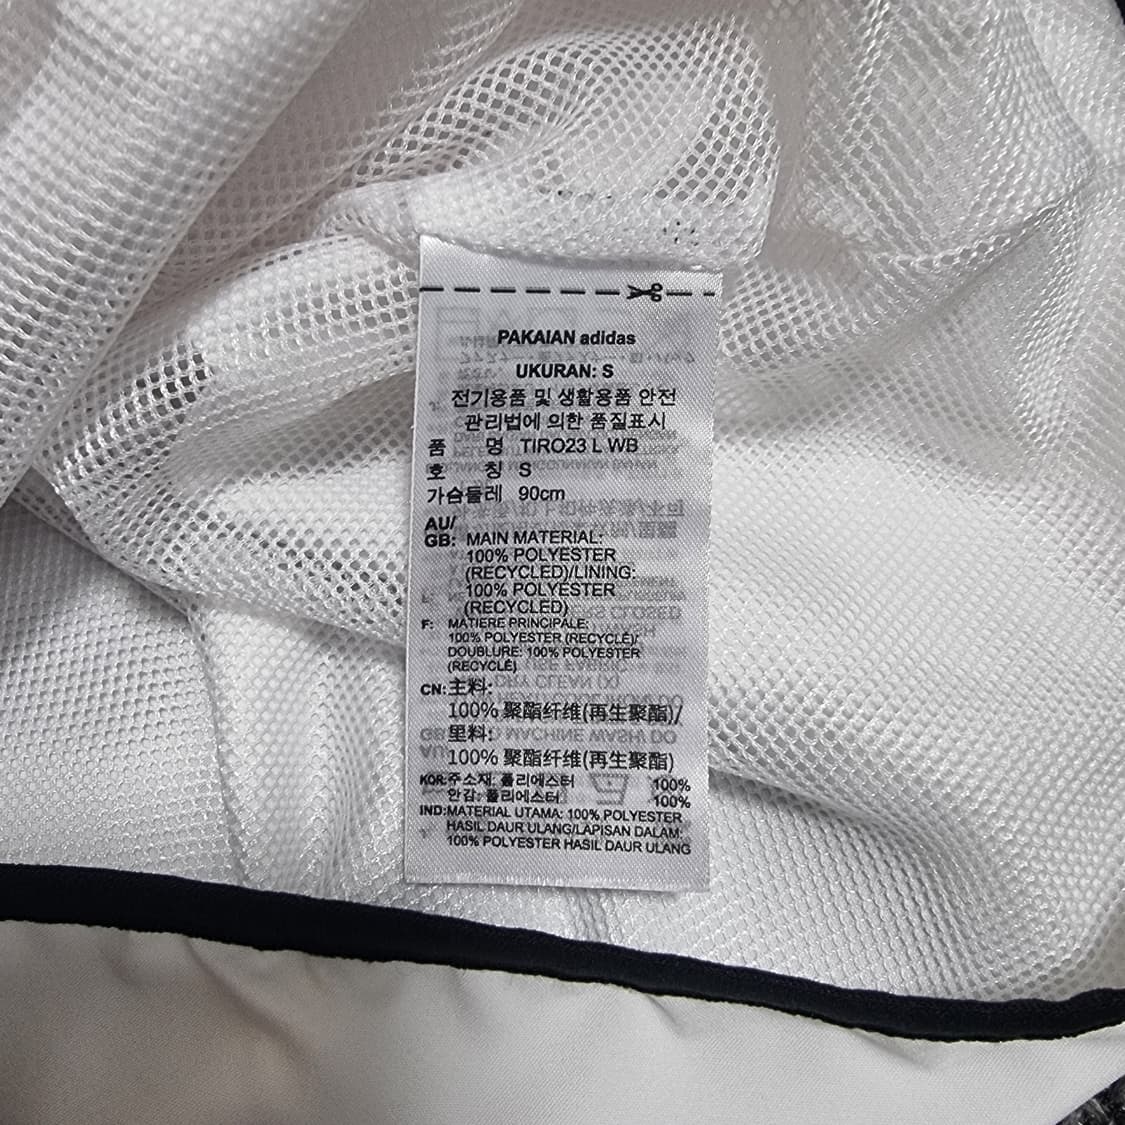 PAKAIAN adidas
UKURAN: S
전기용품 및 생활용품 안전
관리법에 의한 품질표시
품 명 TIRO23 L WB
호 칭 S
가슴둘레 90cm
AU/
GB: MAIN MATERIAL:
100% POLYESTER
(RECYCLED)/LINING:
100% POLYESTER
(RECYCLED)
F: MATIERE PRINCIPALE:
100% POLYESTER (RECYCLÉ)/
DOUBLURE: 100% POLYESTER
(RECYCLÉ)
CN:主料:
100% 聚酯纤维(再生聚酯)/
里料:
100% 聚酯纤维(再生聚酯)
KOR:주소재: 폴리에스터 100%
안감: 폴리에스터 100%
IND:MATERIAL UTAMA: 100% POLYESTER
HASIL DAUR ULANG/LAPISAN DALAM:
100% POLYESTER HASIL DAUR ULANG